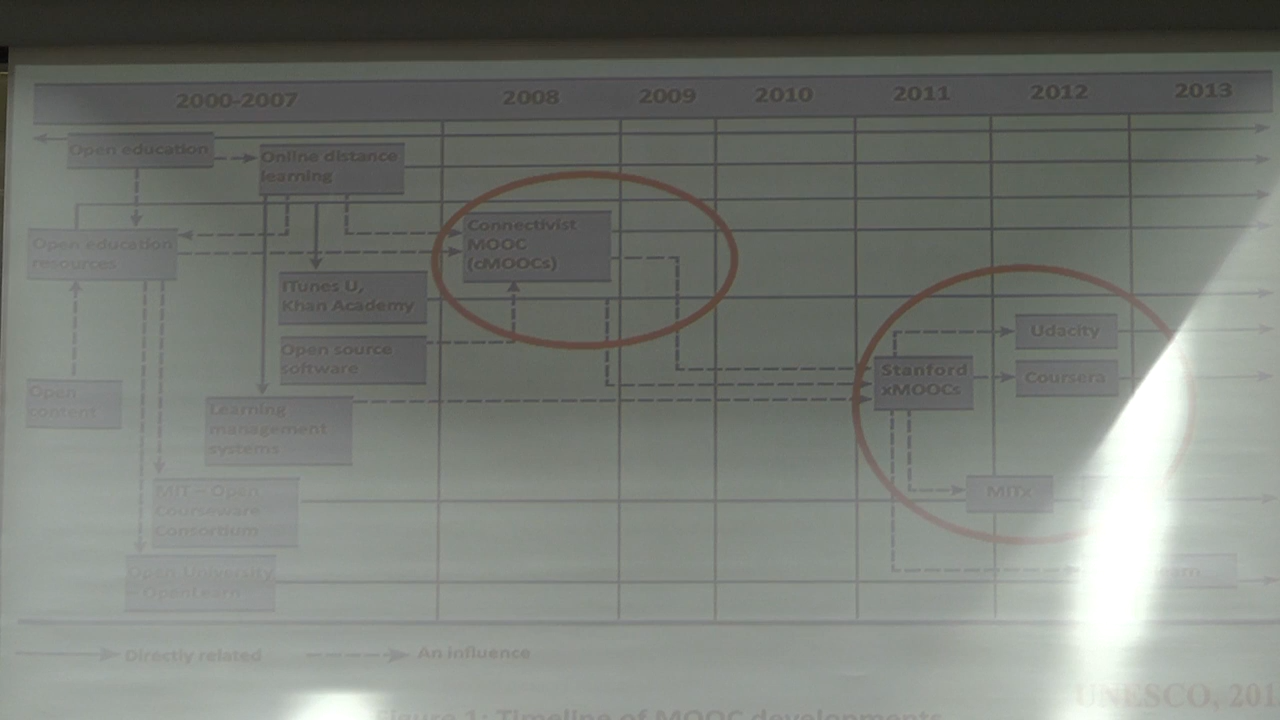 2000-2007 2008 2009 2010 2011 2012 2013
Open education
Online distance
learning
Open education
resources
Connectivist
MOOC
(cMOOCs)
ITunes U,
Khan Academy
Open source
software
Open
content
Learning
management
systems
Udacity
Stanford
xMOOCs
Coursera
MIT – Open
Courseware
Consortium
MITx
Open University
– OpenLearn
Directly related
An influence
UNESCO, 201
Figure 1: Timeline of MOOC developments